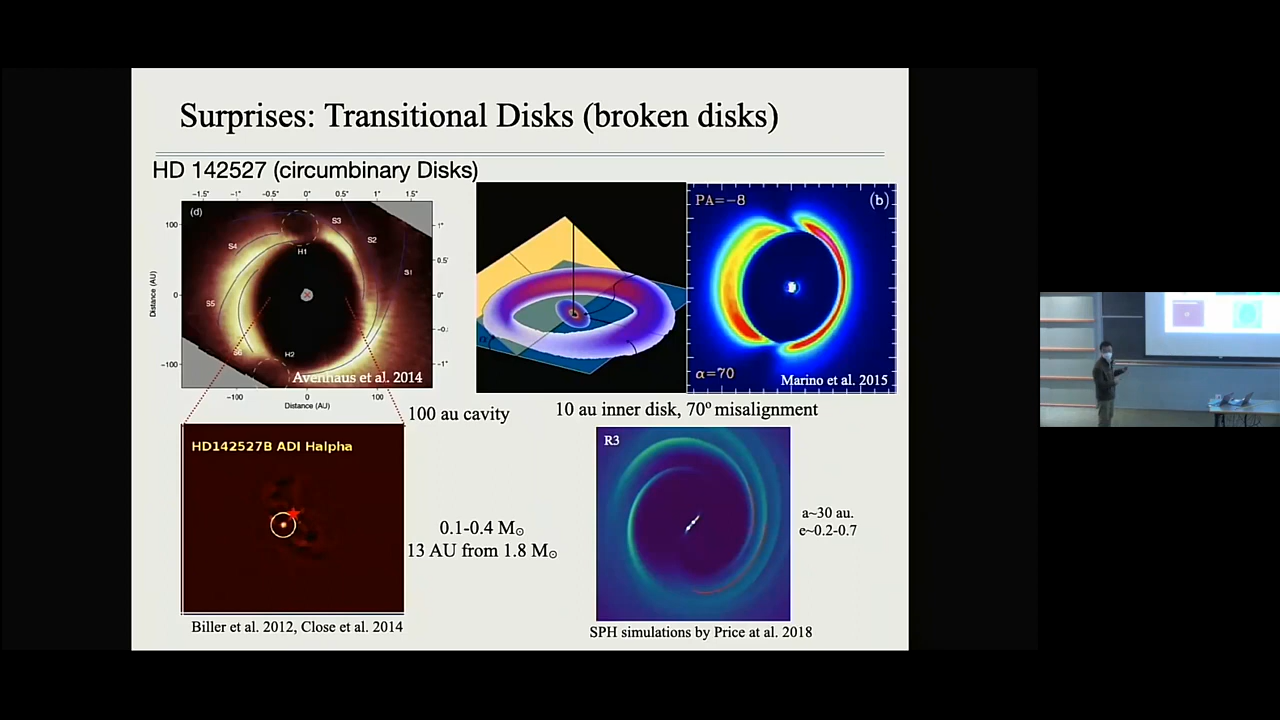 Surprises: Transitional Disks (broken disks)
HD 142527 (circumbinary Disks)
−1.5" −1" −0.5" 0" 0.5" 1" 1.5"
(d)
100
0
−100
Distance (AU)
S4
H1
S3
S2
S1
S5
S6
H2
1"
0.5"
0"
−1"
Avenhaus et al. 2014
−100 0 100
Distance (AU)
PA=−8
(b)
α=70
Marino et al. 2015
100 au cavity
10 au inner disk, 70º misalignment
HD142527B ADI Halpha
0.1-0.4 M⊙
13 AU from 1.8 M⊙
Biller et al. 2012, Close et al. 2014
R3
a~30 au.
e~0.2-0.7
SPH simulations by Price at al. 2018